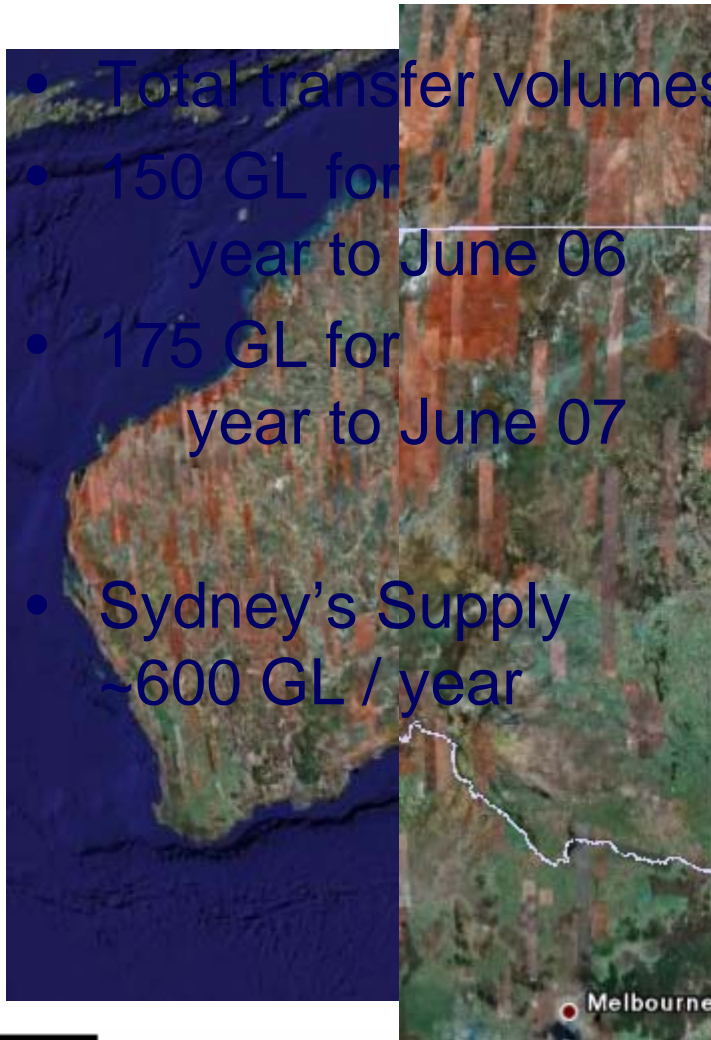 • Total transfer volumes
• 150 GL for
year to June 06
• 175 GL for
year to June 07
• Sydney’s Supply
~600 GL / year
Melbourne